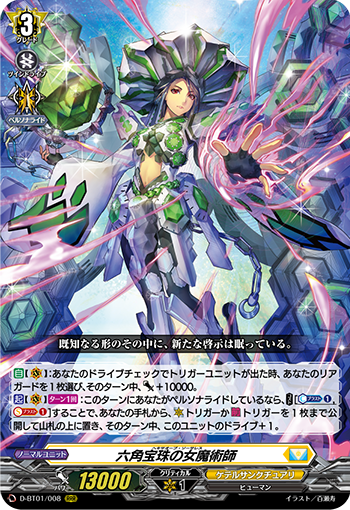 3
グレード
ツインドライブ
ペルソナライド
既知なる形のその中に、新たな啓示は眠っている。
自【】:あなたのドライブチェックでトリガーユニットが出た時、あなたのリア
ガードを1枚選び、そのターン中、+10000。
起【】ターン1回:このターンにあなたがペルソナライドしているなら、【ブラスト1,
ブラスト1】することで、あなたの手札から、トリガーかトリガーを1枚まで公
開して山札の上に置き、そのターン中、このユニットのドライブ+1。
ノーマルユニット
六角宝珠の女魔術師
ケテルサンクチュアリ
パワー
13000
クリティカル
1
ヒューマン
D-BT01/008 RRR
イラスト/百瀬寿